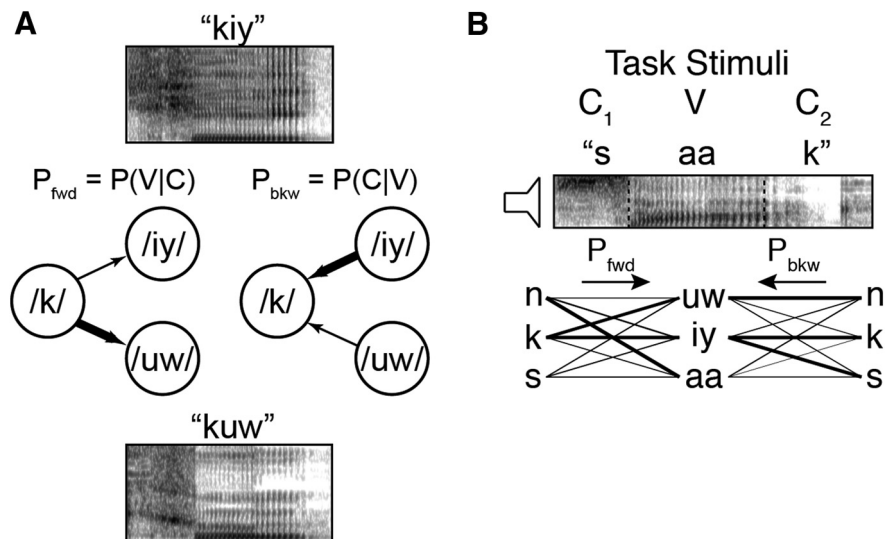 A
“kiy”
P_fwd = P(V|C)
P_bkw = P(C|V)
/k/
/iy/
/uw/
/k/
/iy/
/uw/
“kuw”
B
Task Stimuli
C₁ V C₂
“s aa k”
P_fwd P_bkw
n uw n
k iy k
s aa s